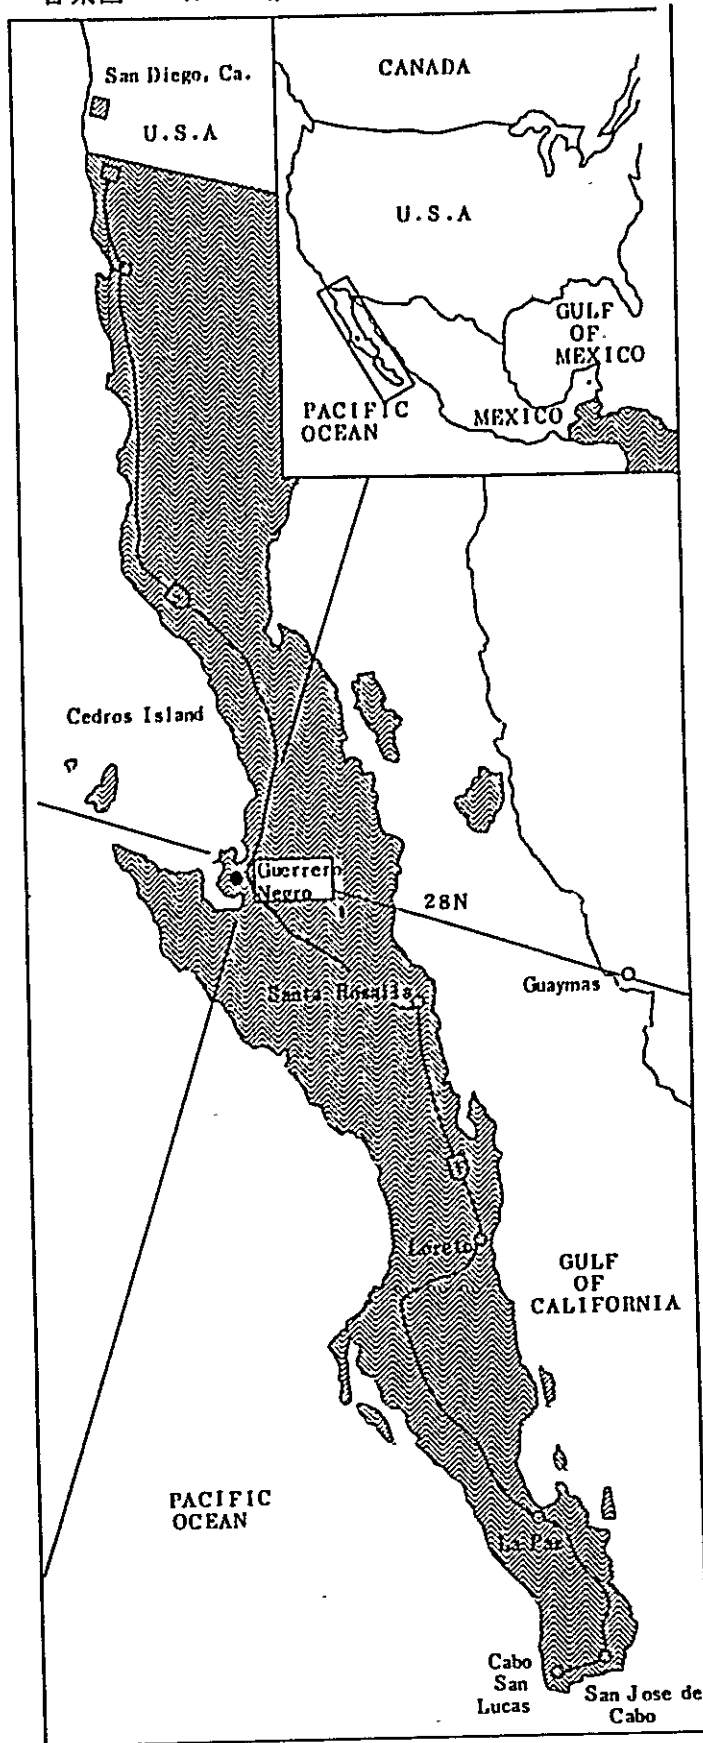 San Diego, Ca.
U.S.A
CANADA
U.S.A
GULF
OF
MEXICO
PACIFIC
OCEAN
MEXICO
Cedros Island
Guerrero
Negro
28N
Santa Rosalia
Guaymas
Loreto
GULF
OF
CALIFORNIA
PACIFIC
OCEAN
La Paz
Cabo
San
Lucas
San Jose de
Cabo